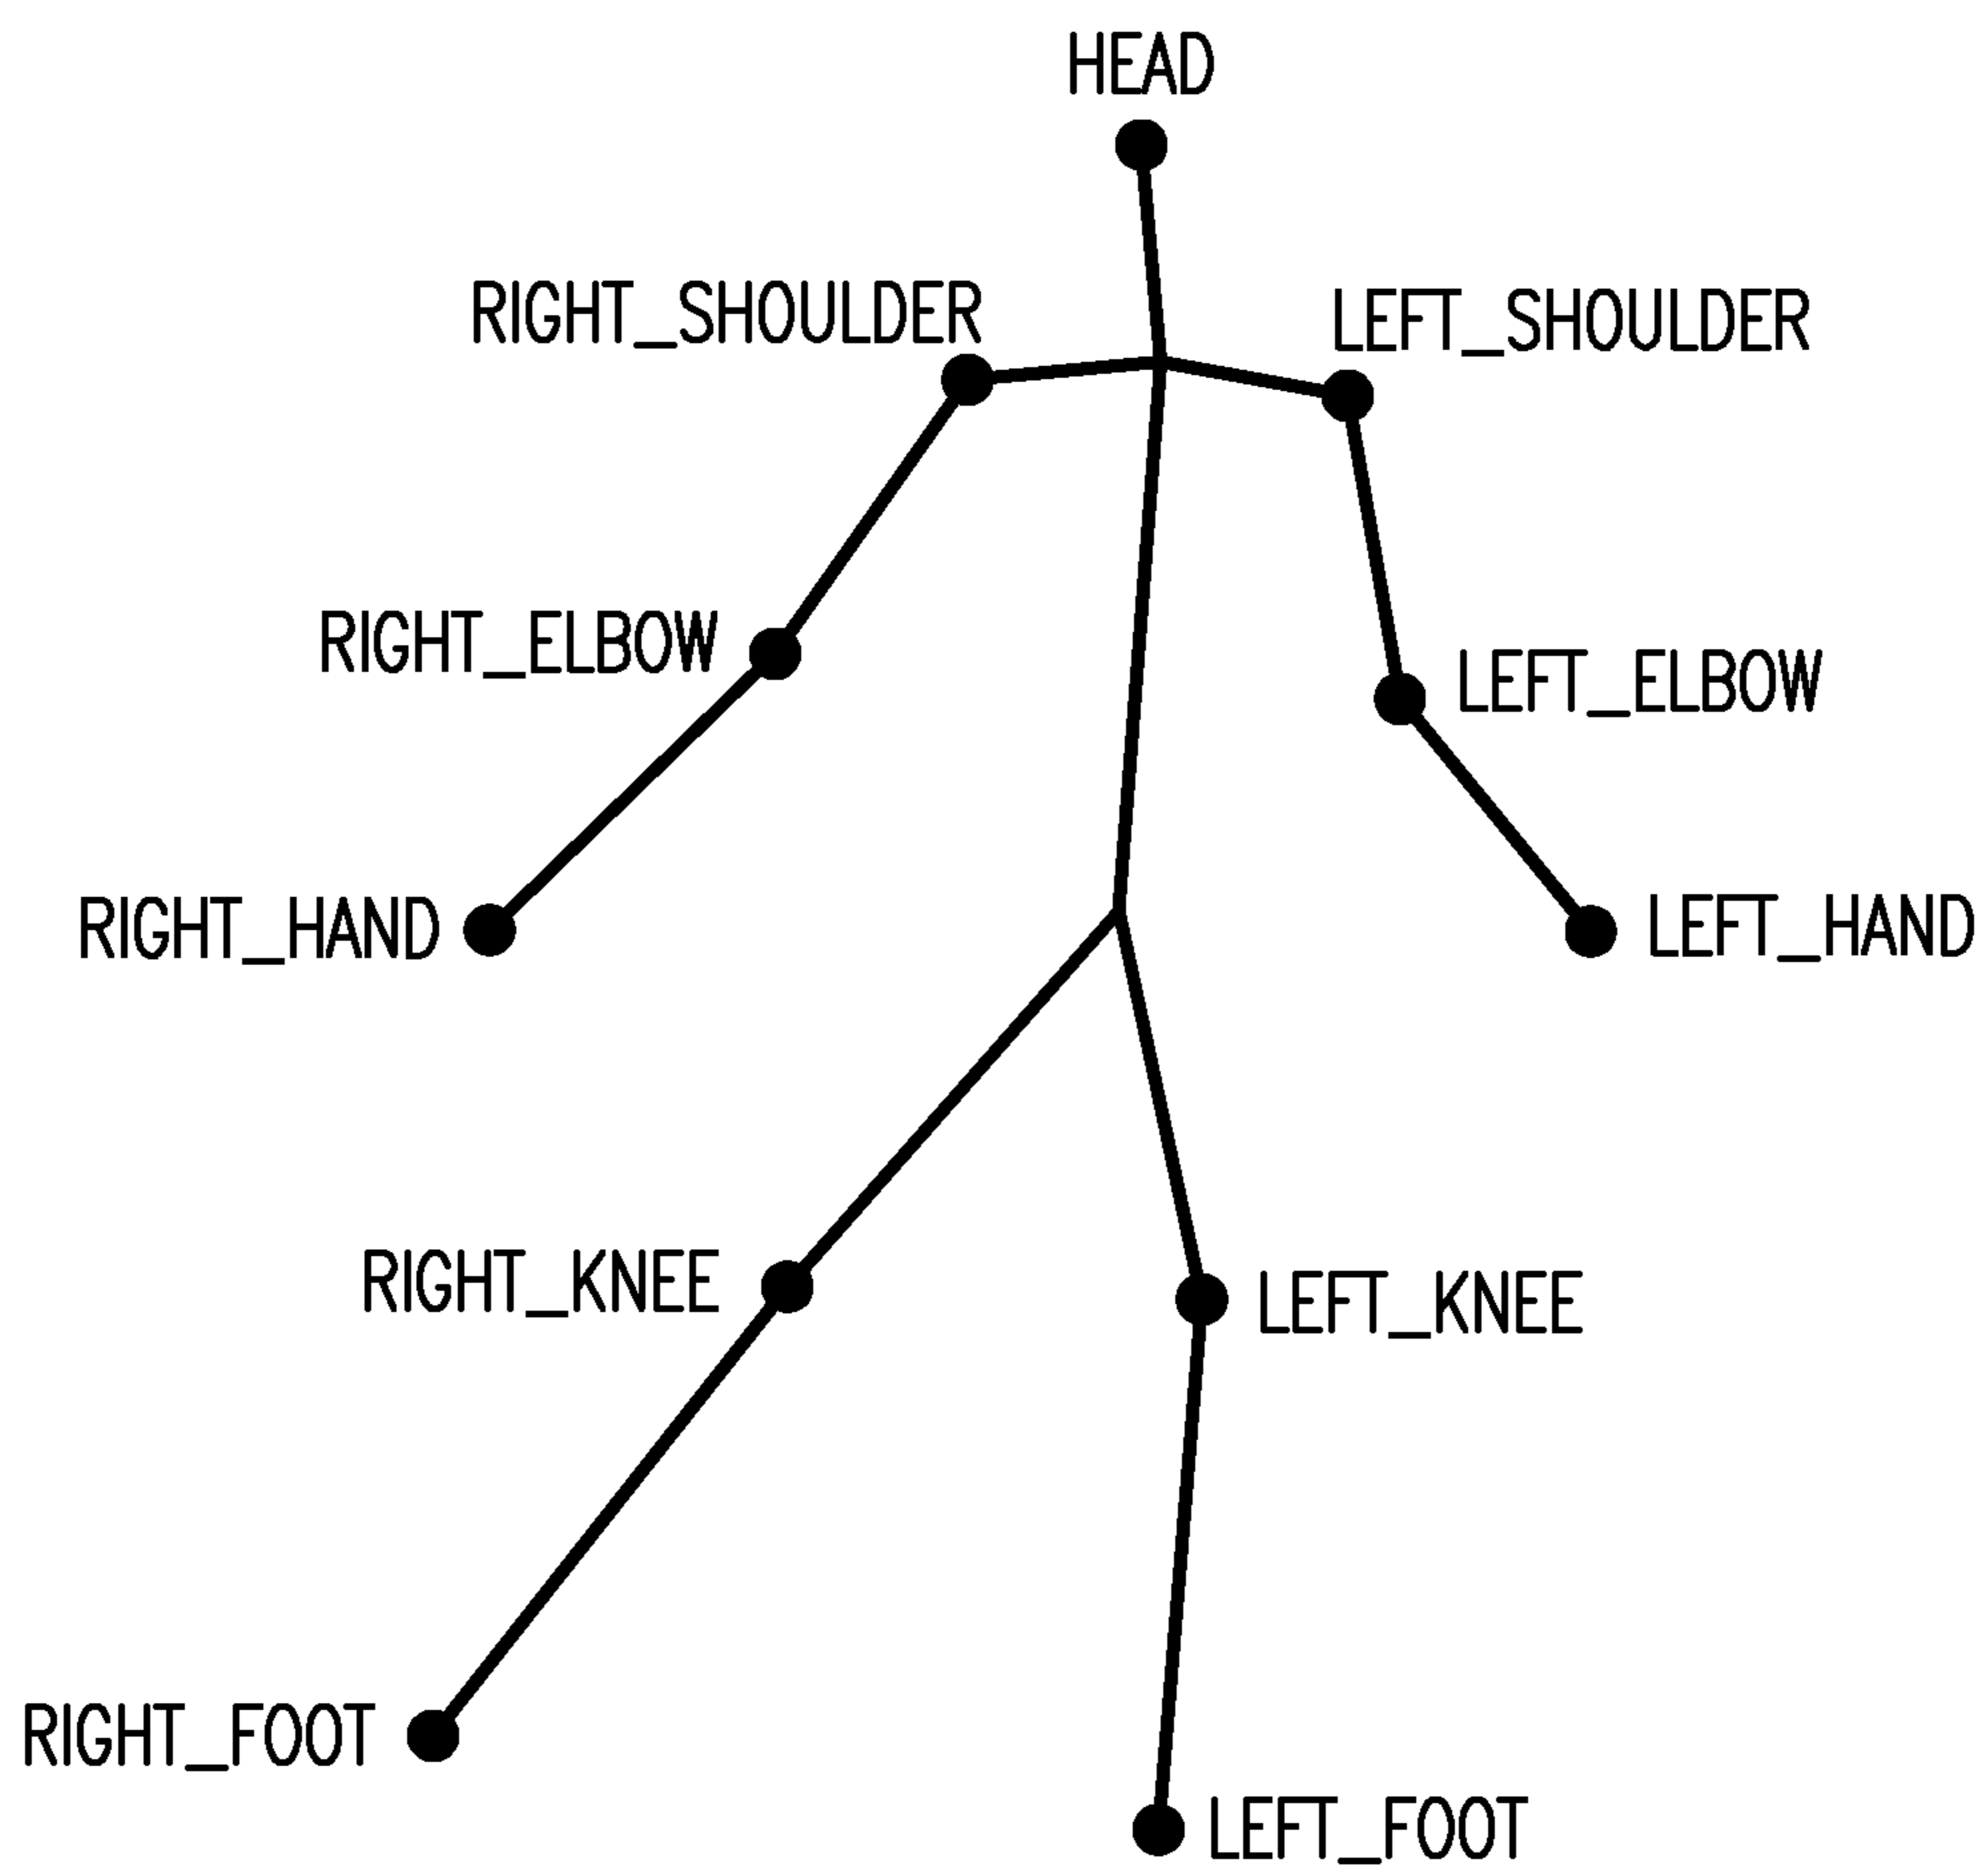 HEAD
RIGHT_SHOULDER
LEFT_SHOULDER
RIGHT_ELBOW
LEFT_ELBOW
RIGHT_HAND
LEFT_HAND
RIGHT_KNEE
LEFT_KNEE
RIGHT_FOOT
LEFT_FOOT